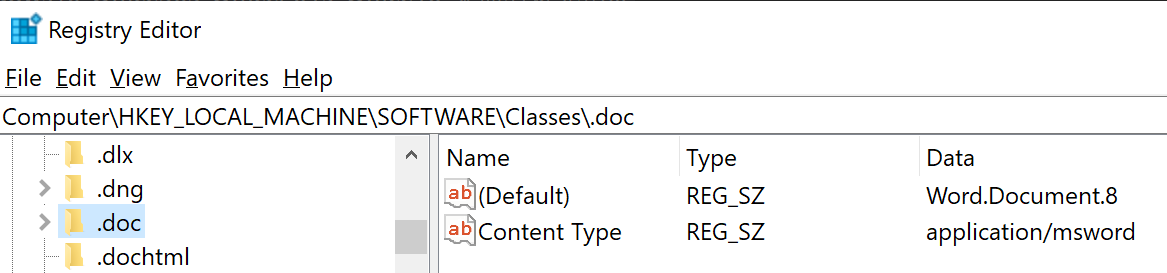 Registry Editor
File Edit View Favorites Help
Computer\HKEY_LOCAL_MACHINE\SOFTWARE\Classes\.doc
.dlx
.dng
.doc
.dochtml
Name Type Data
ab (Default) REG_SZ Word.Document.8
ab Content Type REG_SZ application/msword